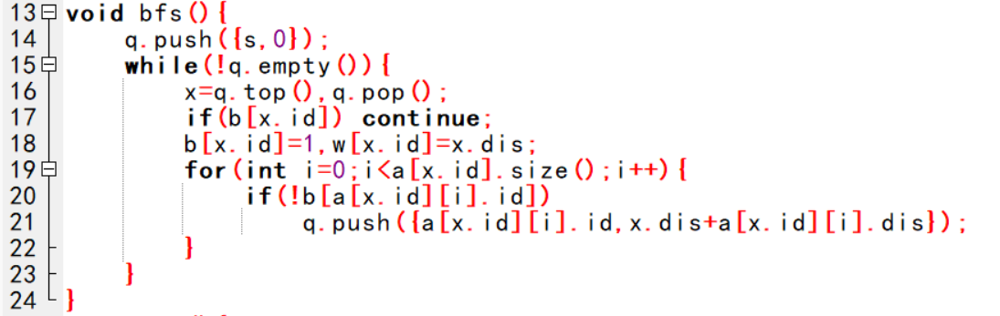 13 void bfs(){
14     q.push({s,0});
15     while(!q.empty()){
16         x=q.top(),q.pop();
17         if(b[x.id]) continue;
18         b[x.id]=1,w[x.id]=x.dis;
19         for(int i=0;i<a[x.id].size();i++){
20             if(!b[a[x.id][i].id])
21                 q.push({a[x.id][i].id,x.dis+a[x.id][i].dis});
22         }
23     }
24 }